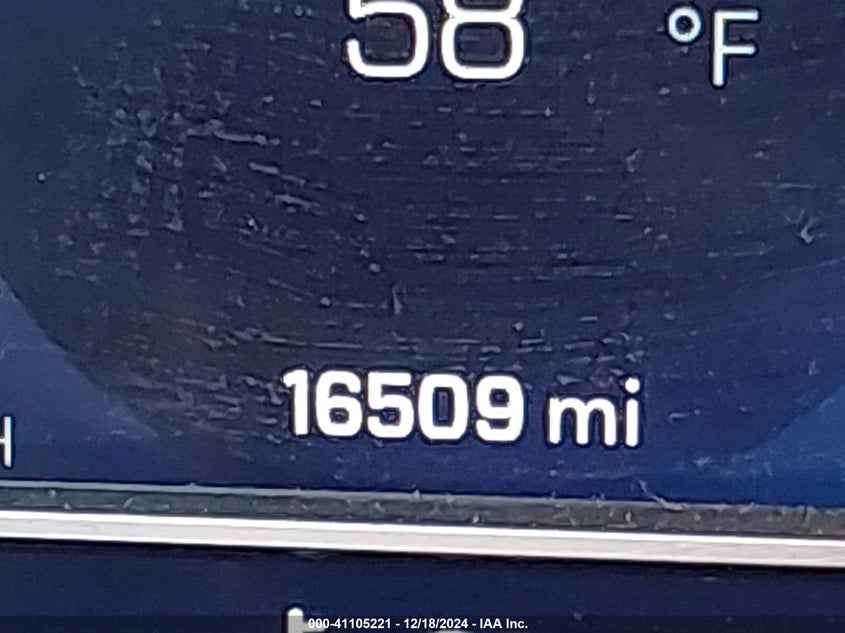 58 °F
16509 mi
H
000-41105221 - 12/18/2024 - IAA Inc.